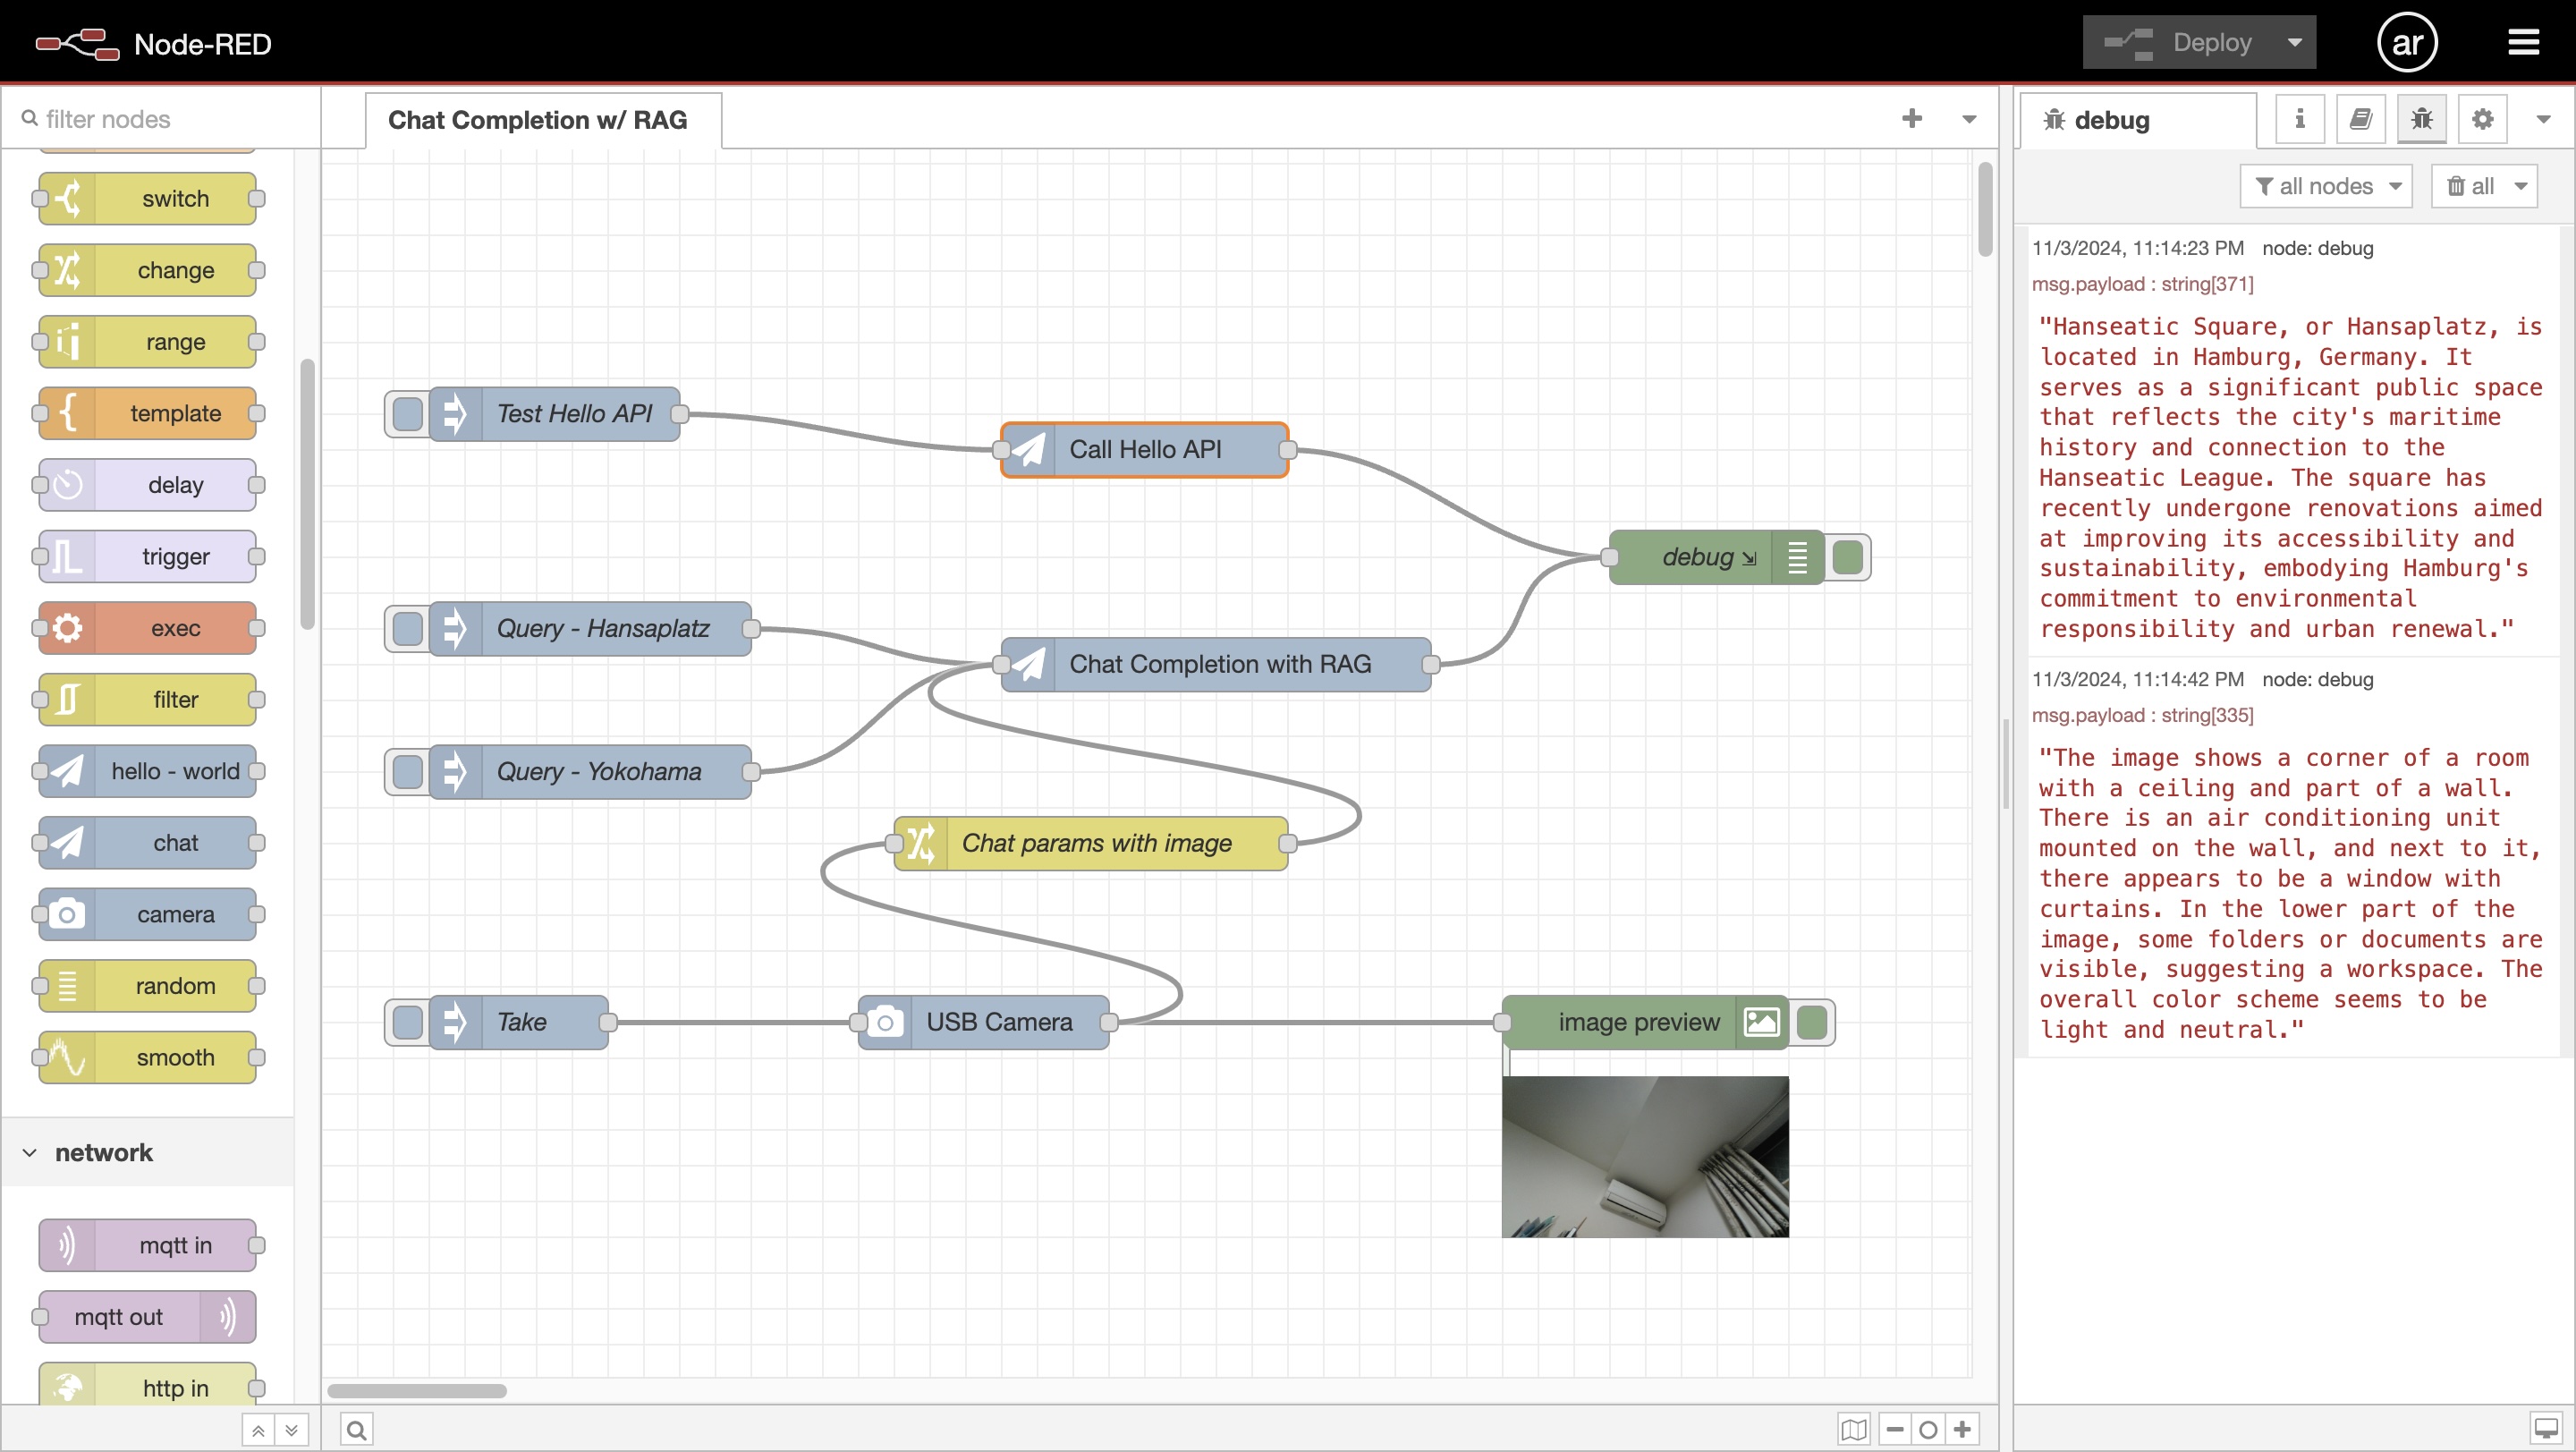 Node-RED
Deploy
ar
filter nodes
Chat Completion w/ RAG
debug
all nodes
all
switch
change
range
template
delay
trigger
exec
filter
hello - world
chat
camera
random
smooth
network
mqtt in
mqtt out
http in
Test Hello API
Call Hello API
debug
Query - Hansaplatz
Chat Completion with RAG
Query - Yokohama
Chat params with image
Take
USB Camera
image preview
11/3/2024, 11:14:23 PM node: debug
msg.payload : string[371]
"Hanseatic Square, or Hansaplatz, is
located in Hamburg, Germany. It
serves as a significant public space
that reflects the city's maritime
history and connection to the
Hanseatic League. The square has
recently undergone renovations aimed
at improving its accessibility and
sustainability, embodying Hamburg's
commitment to environmental
responsibility and urban renewal."
11/3/2024, 11:14:42 PM node: debug
msg.payload : string[335]
"The image shows a corner of a room
with a ceiling and part of a wall.
There is an air conditioning unit
mounted on the wall, and next to it,
there appears to be a window with
curtains. In the lower part of the
image, some folders or documents are
visible, suggesting a workspace. The
overall color scheme seems to be
light and neutral."